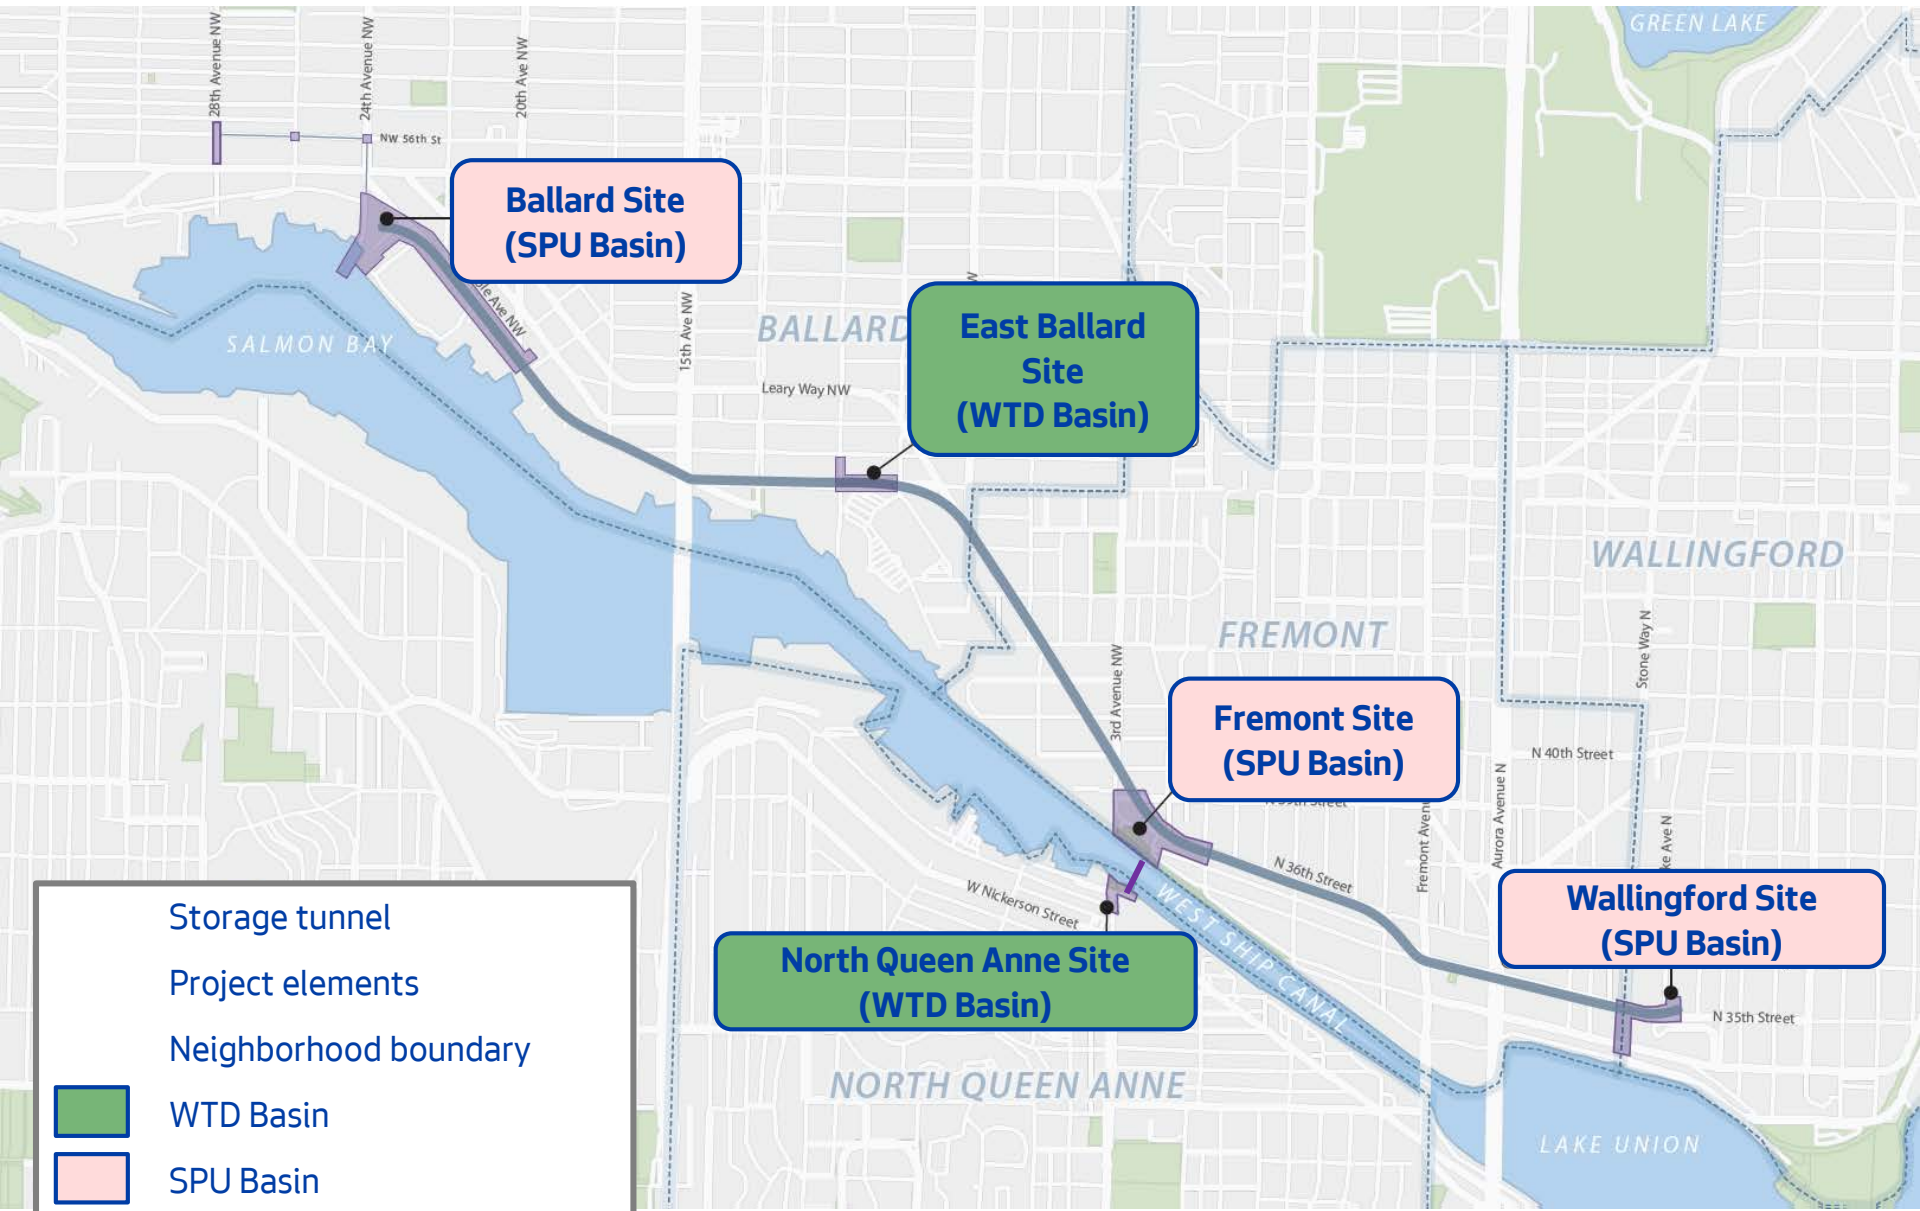 GREEN LAKE
28th Avenue NW
24th Avenue NW
20th Ave NW
NW 56th St
Ballard Site
(SPU Basin)
Ave NW
15th Ave NW
SALMON BAY
BALLARD
Leary Way NW
W
East Ballard
Site
(WTD Basin)
WALLINGFORD
FREMONT
3rd Avenue NW
Stone Way N
Fremont Site
(SPU Basin)
N 40th Street
Aurora Avenue N
N 36th Street
W Nickerson Street
Wallingford Site
(SPU Basin)
North Queen Anne Site
(WTD Basin)
WEST SHIP CANAL
N 35th Street
NORTH QUEEN ANNE
LAKE UNION
Storage tunnel
Project elements
Neighborhood boundary
WTD Basin
SPU Basin